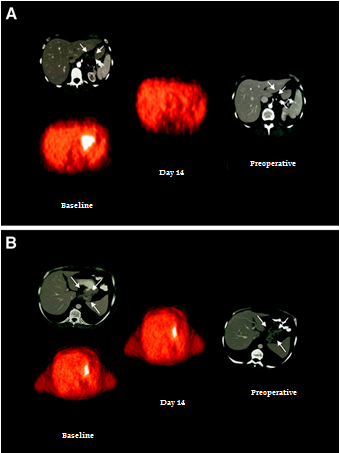 A
Day 14
Preoperative
Baseline
B
Day 14
Preoperative
Baseline